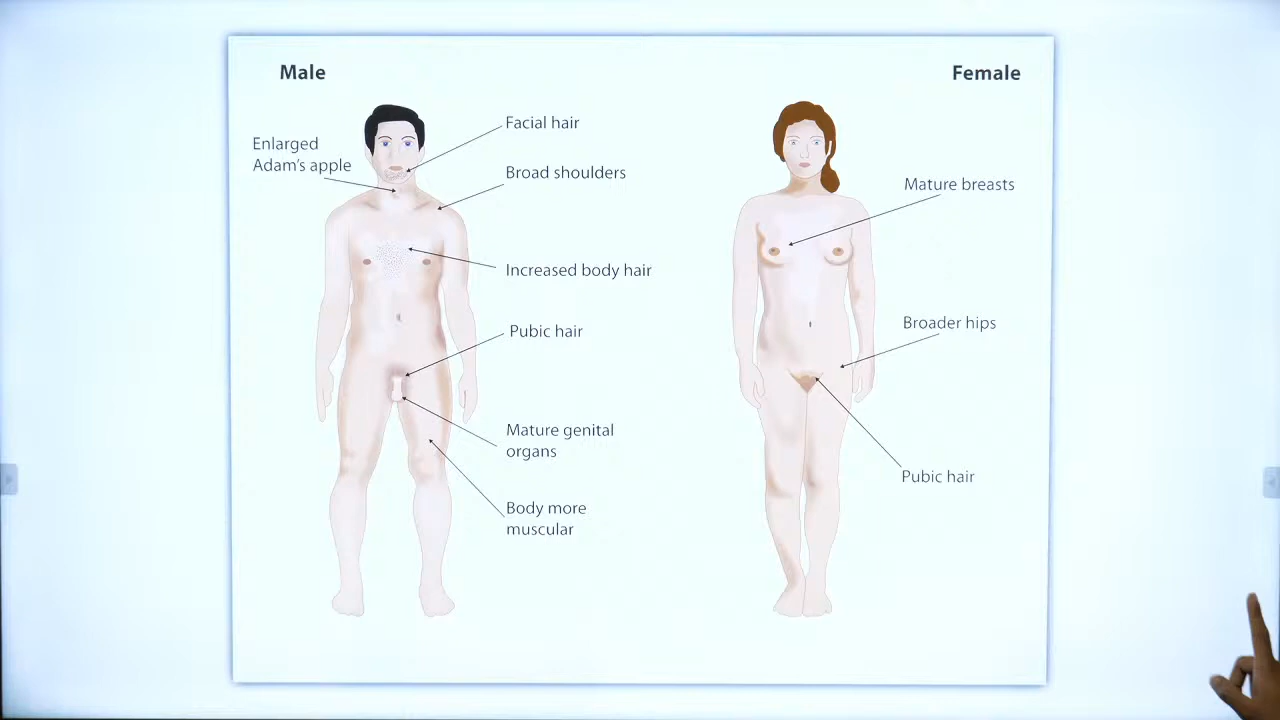 Male
Female
Facial hair
Enlarged
Adam's apple
Broad shoulders
Mature breasts
Increased body hair
Pubic hair
Broader hips
Mature genital
organs
Pubic hair
Body more
muscular